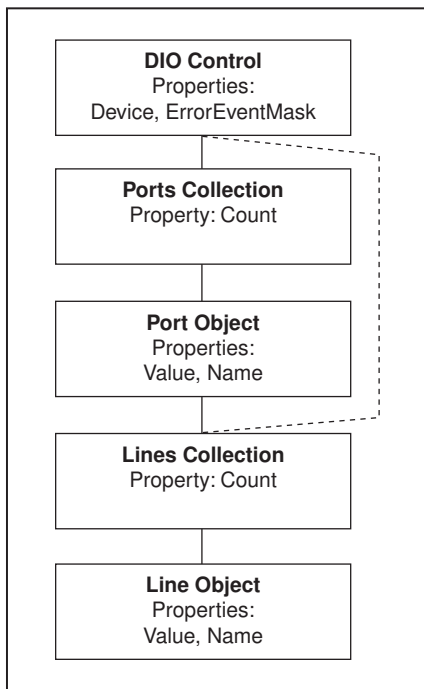 DIO Control
Properties:
Device, ErrorEventMask
Ports Collection
Property: Count
Port Object
Properties:
Value, Name
Lines Collection
Property: Count
Line Object
Properties:
Value, Name